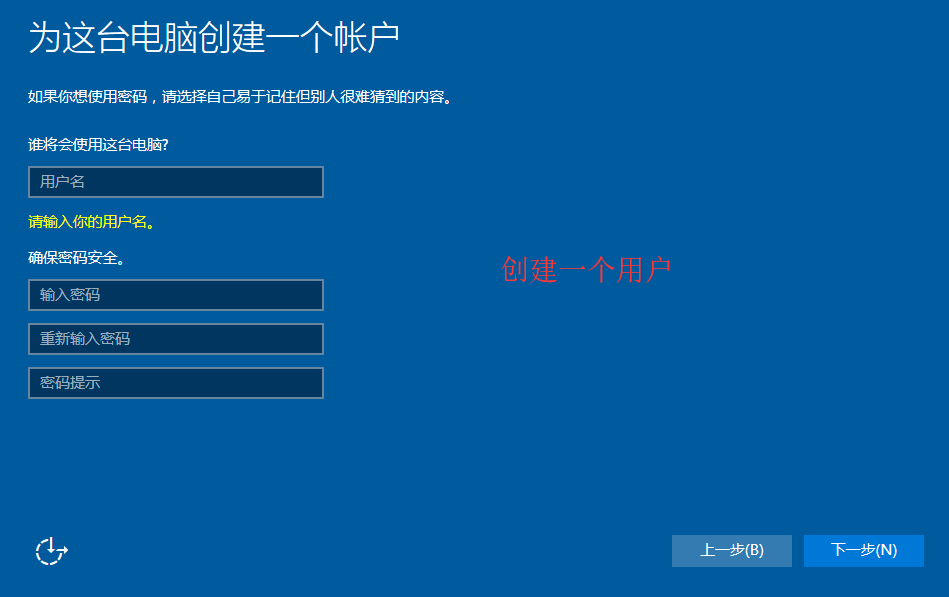 为这台电脑创建一个帐户
如果你想使用密码，请选择自己易于记住但别人很难猜到的内容。
谁将会使用这台电脑?
用户名
请输入你的用户名。
确保密码安全。
创建一个用户
输入密码
重新输入密码
密码提示
上一步(B)
下一步(N)